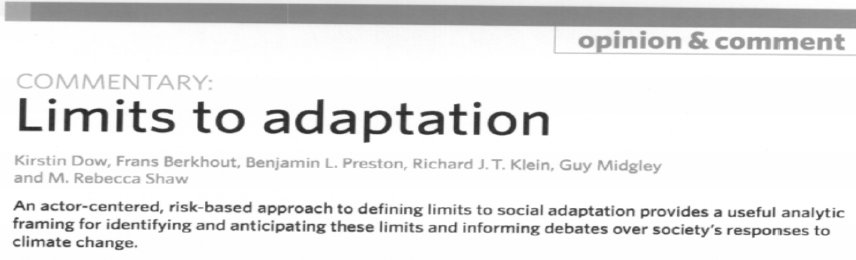 opinion & comment
COMMENTARY:
Limits to adaptation
Kirstin Dow, Frans Berkhout, Benjamin L. Preston, Richard J. T. Klein, Guy Midgley
and M. Rebecca Shaw
An actor-centered, risk-based approach to defining limits to social adaptation provides a useful analytic
framing for identifying and anticipating these limits and informing debates over society's responses to
climate change.